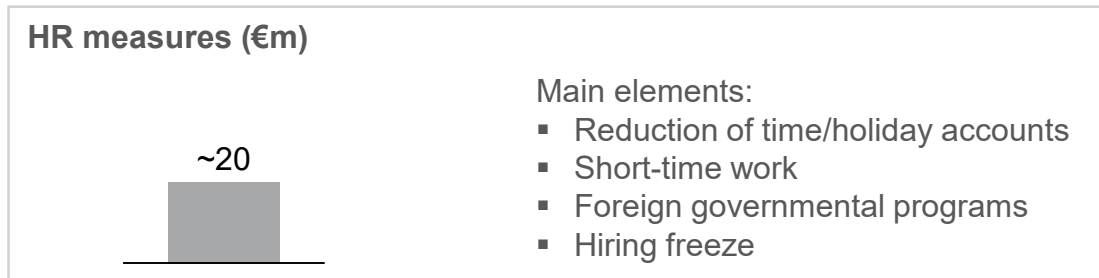 HR measures (€m)
~20
Main elements:
▪ Reduction of time/holiday accounts
▪ Short-time work
▪ Foreign governmental programs
▪ Hiring freeze